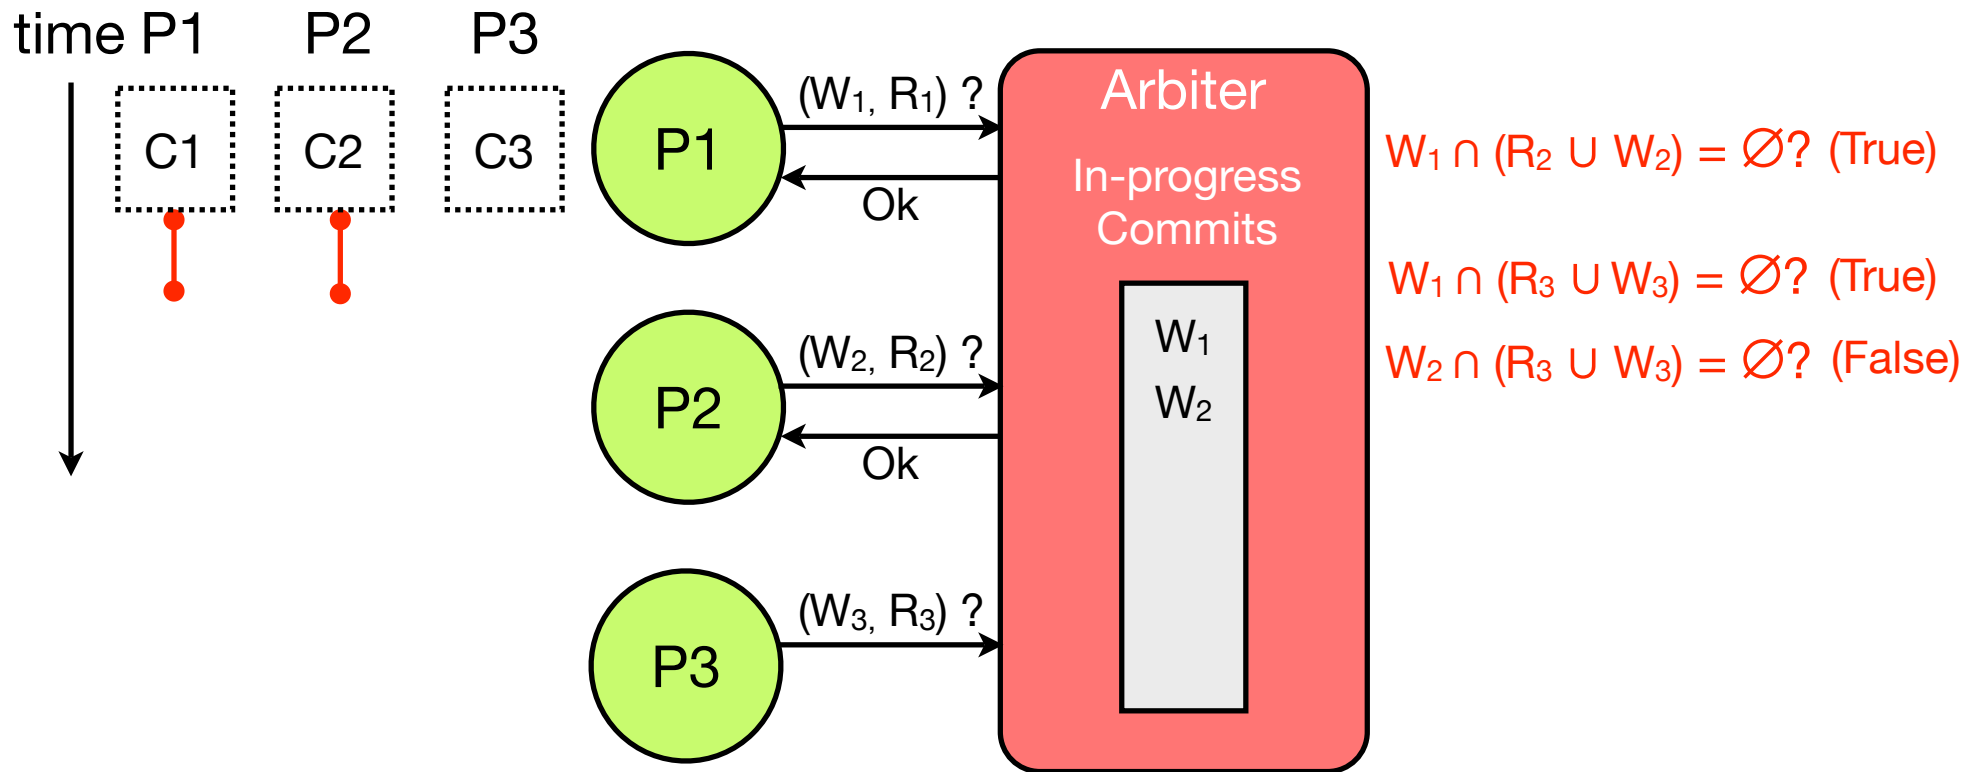 time P1 P2 P3
C1 C2 C3
P1
(W₁, R₁) ?
Ok
P2
(W₂, R₂) ?
Ok
P3
(W₃, R₃) ?
Arbiter
In-progress
Commits
W₁
W₂
W₁ ∩ (R₂ ∪ W₂) = ∅? (True)
W₁ ∩ (R₃ ∪ W₃) = ∅? (True)
W₂ ∩ (R₃ ∪ W₃) = ∅? (False)